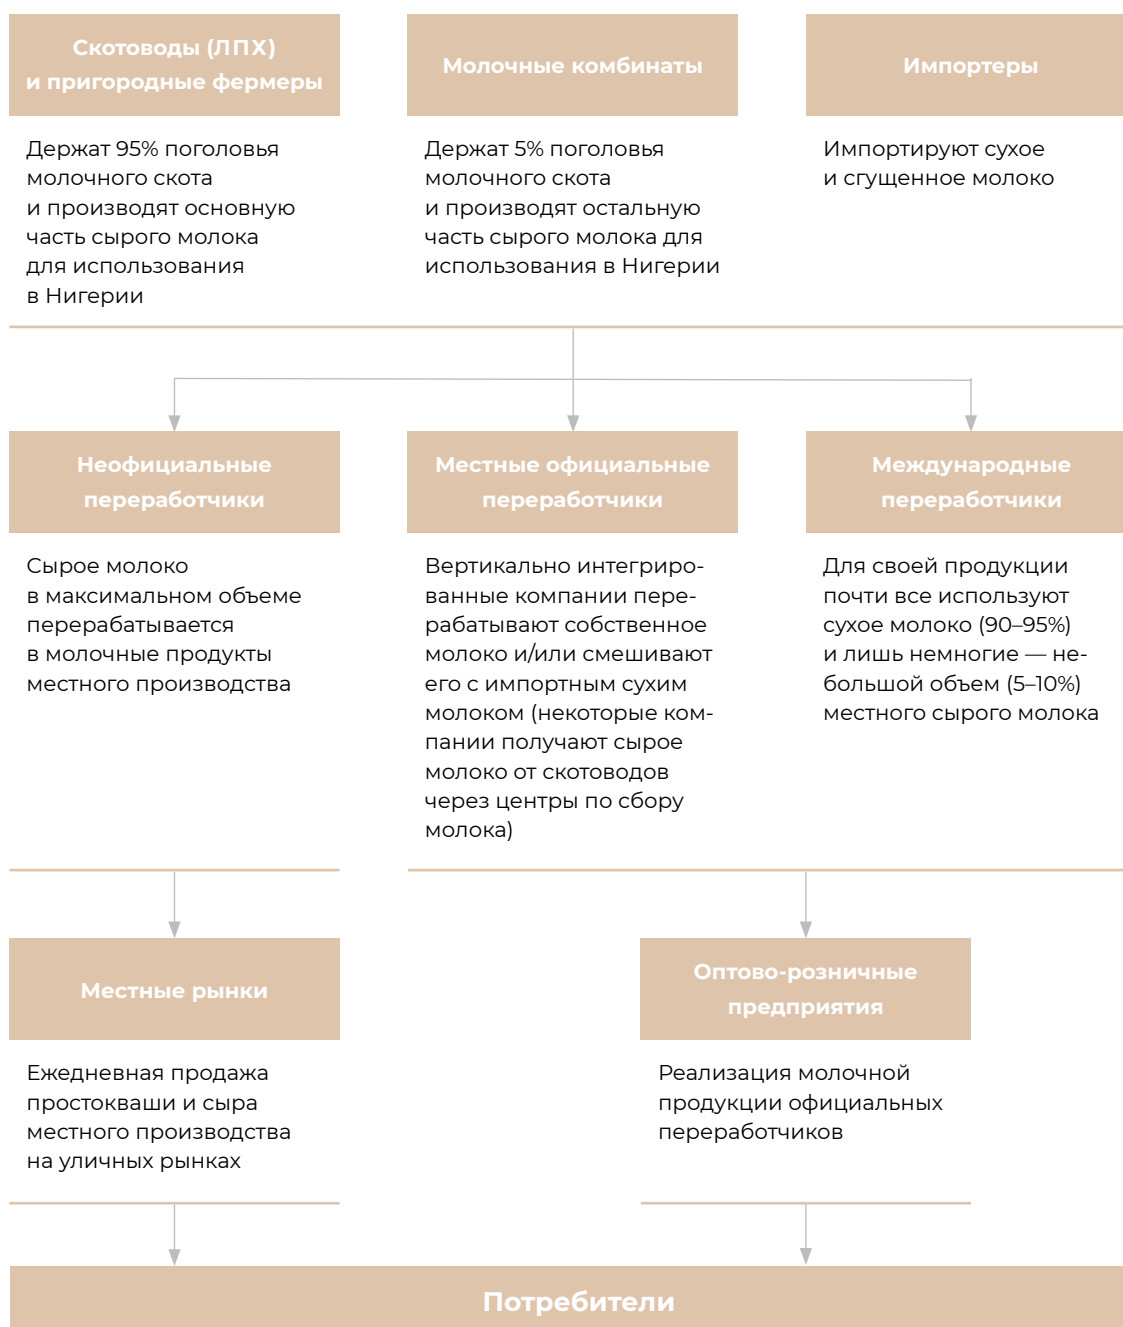 Скотоводы (ЛПХ)
и пригородные фермеры
Держат 95% поголовья
молочного скота
и производят основную
часть сырого молока
для использования
в Нигерии
Молочные комбинаты
Держат 5% поголовья
молочного скота
и производят остальную
часть сырого молока для
использования в Нигерии
Импортеры
Импортируют сухое
и сгущенное молоко
Неофициальные
переработчики
Сырое молоко
в максимальном объеме
перерабатывается
в молочные продукты
местного производства
Местные официальные
переработчики
Вертикально интегриро-
ванные компании пере-
рабатывают собственное
молоко и/или смешивают
его с импортным сухим
молоком (некоторые ком-
пании получают сырое
молоко от скотоводов
через центры по сбору
молока)
Международные
переработчики
Для своей продукции
почти все используют
сухое молоко (90–95%)
и лишь немногие — не-
большой объем (5–10%)
местного сырого молока
Местные рынки
Ежедневная продажа
простокваши и сыра
местного производства
на уличных рынках
Оптово-розничные
предприятия
Реализация молочной
продукции официальных
переработчиков
Потребители